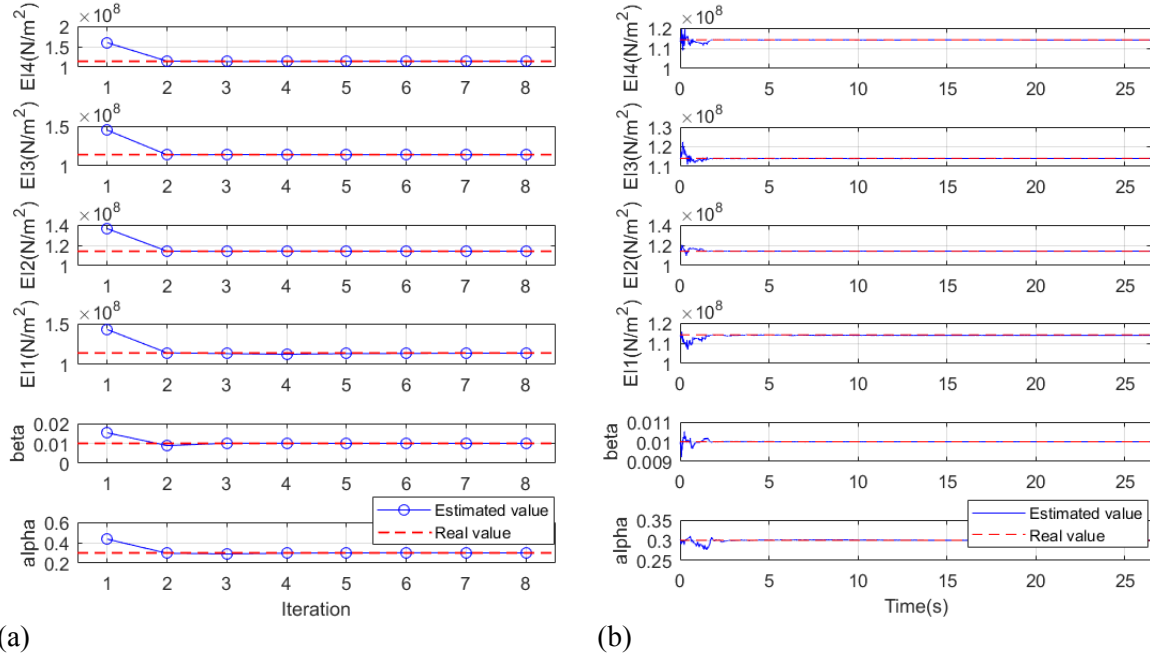 ×10^8
2
1.5
1
EI4(N/m²)
1 2 3 4 5 6 7 8
×10^8
1.5
1
EI3(N/m²)
1 2 3 4 5 6 7 8
×10^8
1.4
1.2
1
EI2(N/m²)
1 2 3 4 5 6 7 8
×10^8
1.5
1
EI1(N/m²)
1 2 3 4 5 6 7 8
0.02
0.01
0
beta
1 2 3 4 5 6 7 8
Estimated value
Real value
0.6
0.4
0.2
alpha
1 2 3 4 5 6 7 8
Iteration
(a)
×10^8
1.2
1.1
1
EI4(N/m²)
0 5 10 15 20 25
×10^8
1.3
1.2
1.1
EI3(N/m²)
0 5 10 15 20 25
×10^8
1.4
1.2
1
EI2(N/m²)
0 5 10 15 20 25
×10^8
1.2
1.1
1
EI1(N/m²)
0 5 10 15 20 25
0.011
0.01
0.009
beta
0 5 10 15 20 25
Estimated value
Real value
0.35
0.3
0.25
alpha
0 5 10 15 20 25
Time(s)
(b)